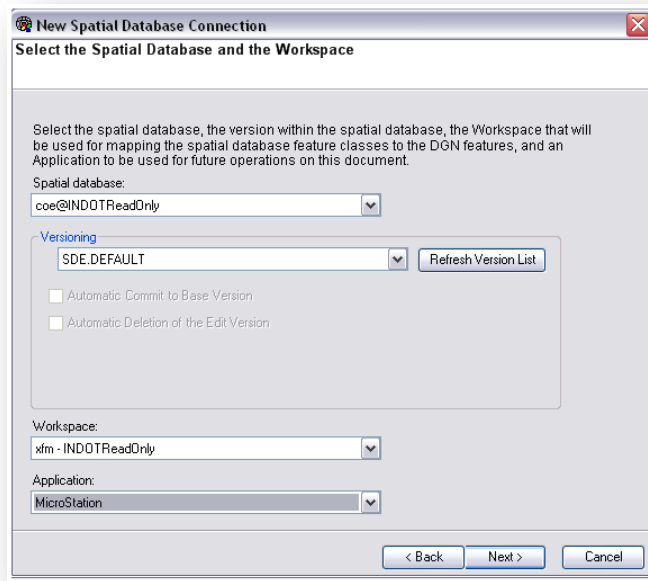 New Spatial Database Connection
Select the Spatial Database and the Workspace
Select the spatial database, the version within the spatial database, the Workspace that will
be used for mapping the spatial database feature classes to the DGN features, and an
Application to be used for future operations on this document.
Spatial database:
coe@INDOTReadOnly
Versioning
SDE.DEFAULT
Refresh Version List
Automatic Commit to Base Version
Automatic Deletion of the Edit Version
Workspace:
xfm - INDOTReadOnly
Application:
MicroStation
< Back
Next >
Cancel